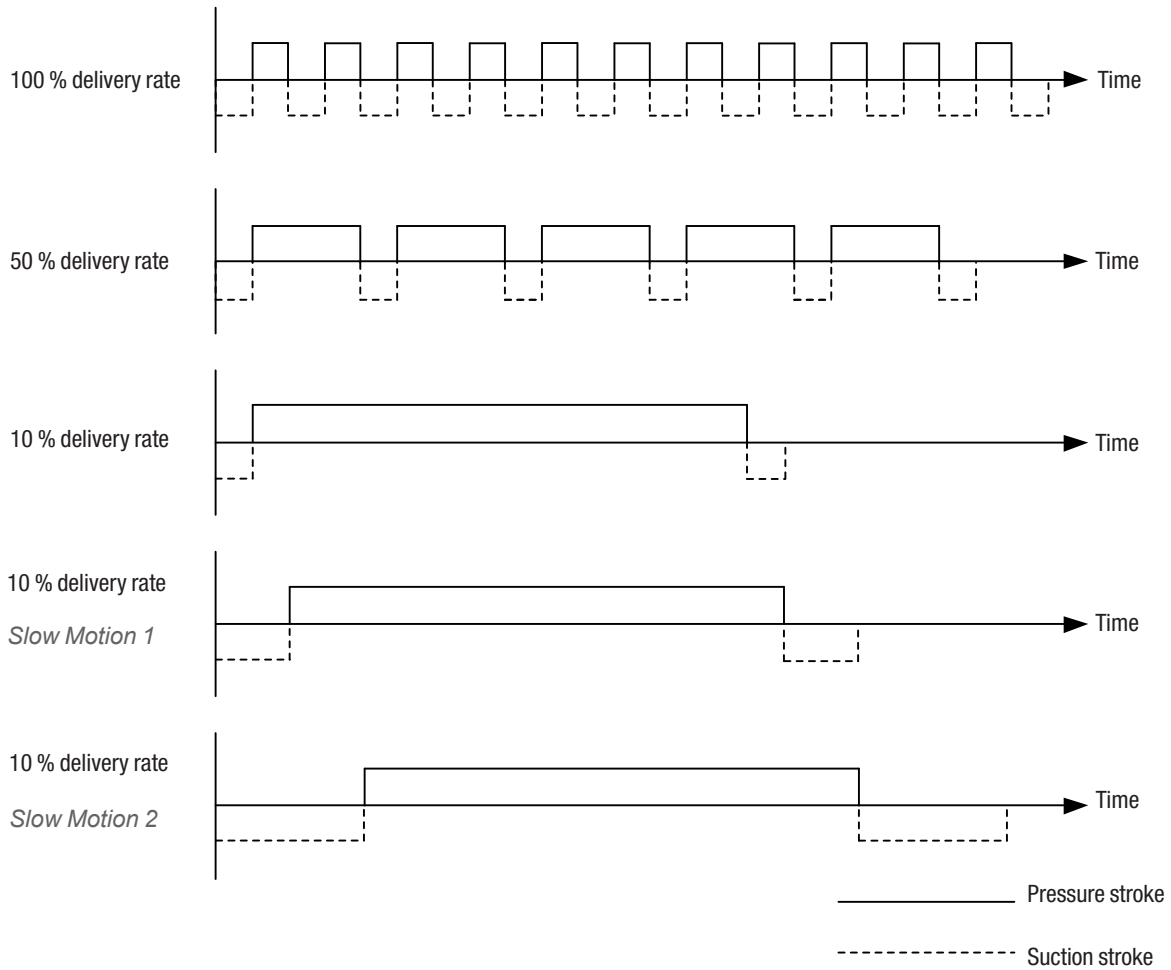 100 % delivery rate
Time
50 % delivery rate
Time
10 % delivery rate
Time
10 % delivery rate
Slow Motion 1
Time
10 % delivery rate
Slow Motion 2
Time
Pressure stroke
Suction stroke